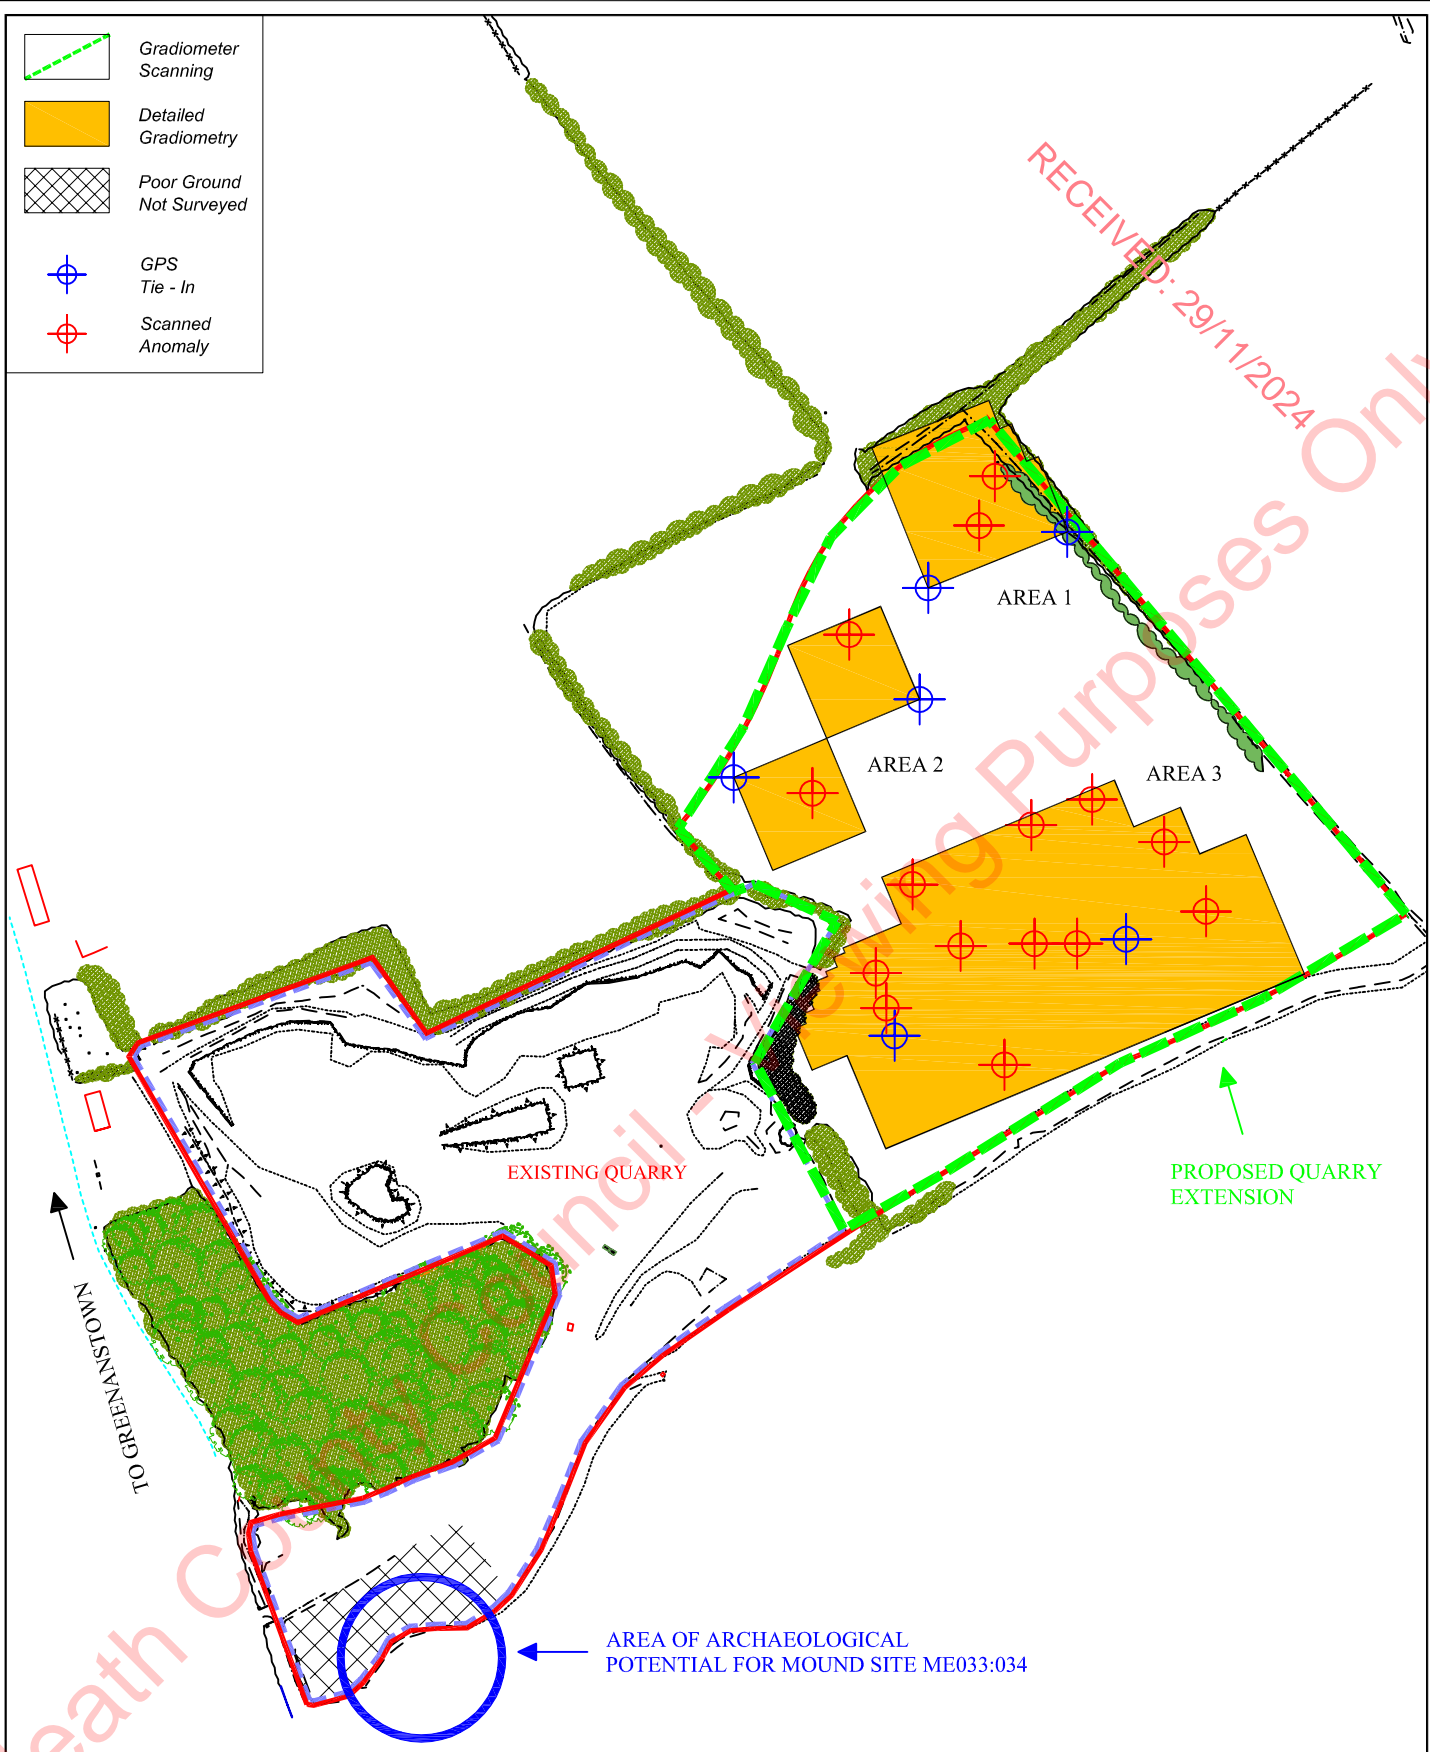 Gradiometer
Scanning
Detailed
Gradiometry
Poor Ground
Not Surveyed
GPS
Tie - In
Scanned
Anomaly
RECEIVED: 29/11/2024
AREA 1
AREA 2
AREA 3
EXISTING QUARRY
PROPOSED QUARRY
EXTENSION
TO GREENANSTOWN
AREA OF ARCHAEOLOGICAL
POTENTIAL FOR MOUND SITE ME033:034
eath County Council - Viewing Purposes Only